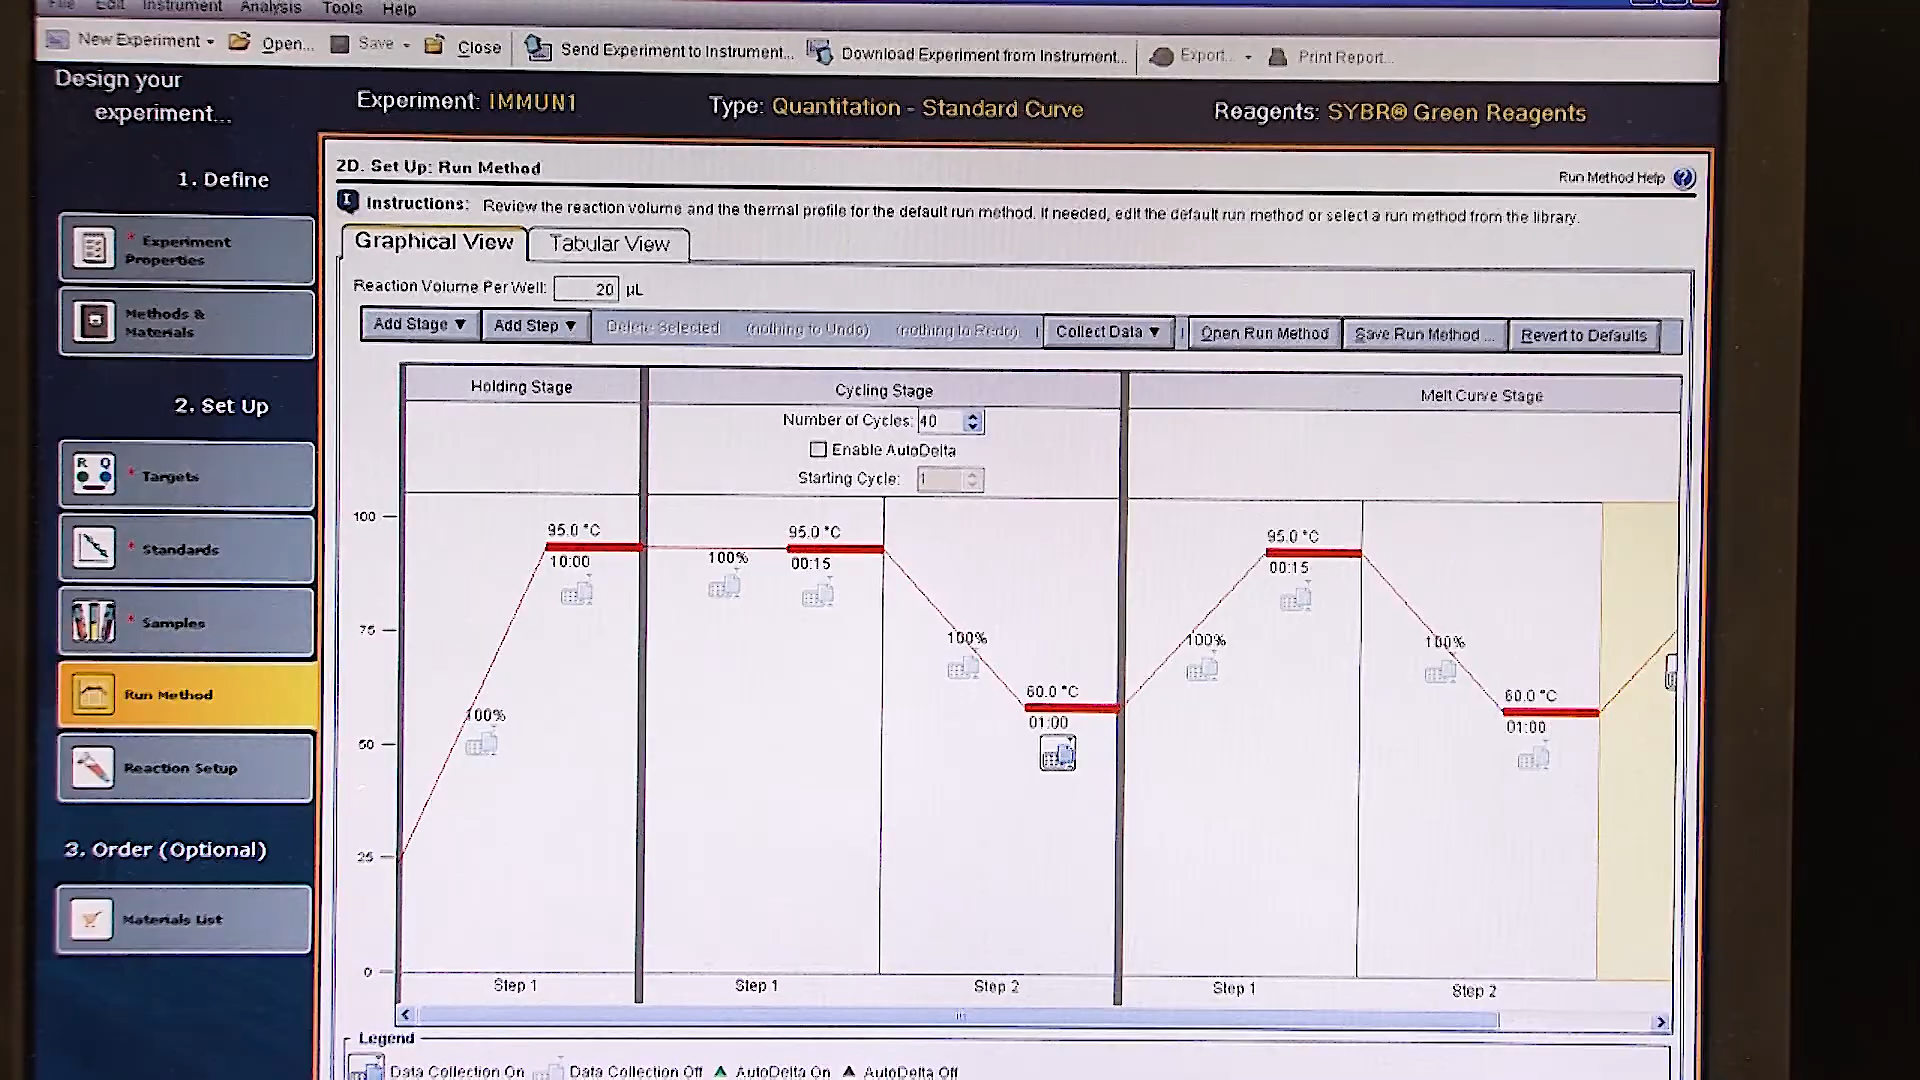 File Edit Instrument Analysis Tools Help
New Experiment Open... Save Close Send Experiment to Instrument... Download Experiment from Instrument... Export... Print Report...
Design your
experiment...
Experiment: IMMUN1 Type: Quantitation - Standard Curve Reagents: SYBR® Green Reagents
1. Define
* Experiment
Properties
Methods &
Materials
2. Set Up
R Q
* Targets
* Standards
* Samples
Run Method
Reaction Setup
3. Order (Optional)
Materials List
2D. Set Up: Run Method
Run Method Help
Instructions: Review the reaction volume and the thermal profile for the default run method. If needed, edit the default run method or select a run method from the library.
Graphical View Tabular View
Reaction Volume Per Well: 20 µL
Add Stage ▼ Add Step ▼ Delete Selected (nothing to Undo) (nothing to Redo) Collect Data ▼ Open Run Method Save Run Method ... Revert to Defaults
Holding Stage Cycling Stage Melt Curve Stage
Number of Cycles: 40
Enable AutoDelta
Starting Cycle: 1
100
75
50
25
0
95.0 °C
10:00
100%
100%
95.0 °C
00:15
100%
60.0 °C
01:00
100%
95.0 °C
00:15
100%
60.0 °C
01:00
Step 1 Step 1 Step 2 Step 1 Step 2
Legend
Data Collection On Data Collection Off ▲ AutoDelta On ▲ AutoDelta Off